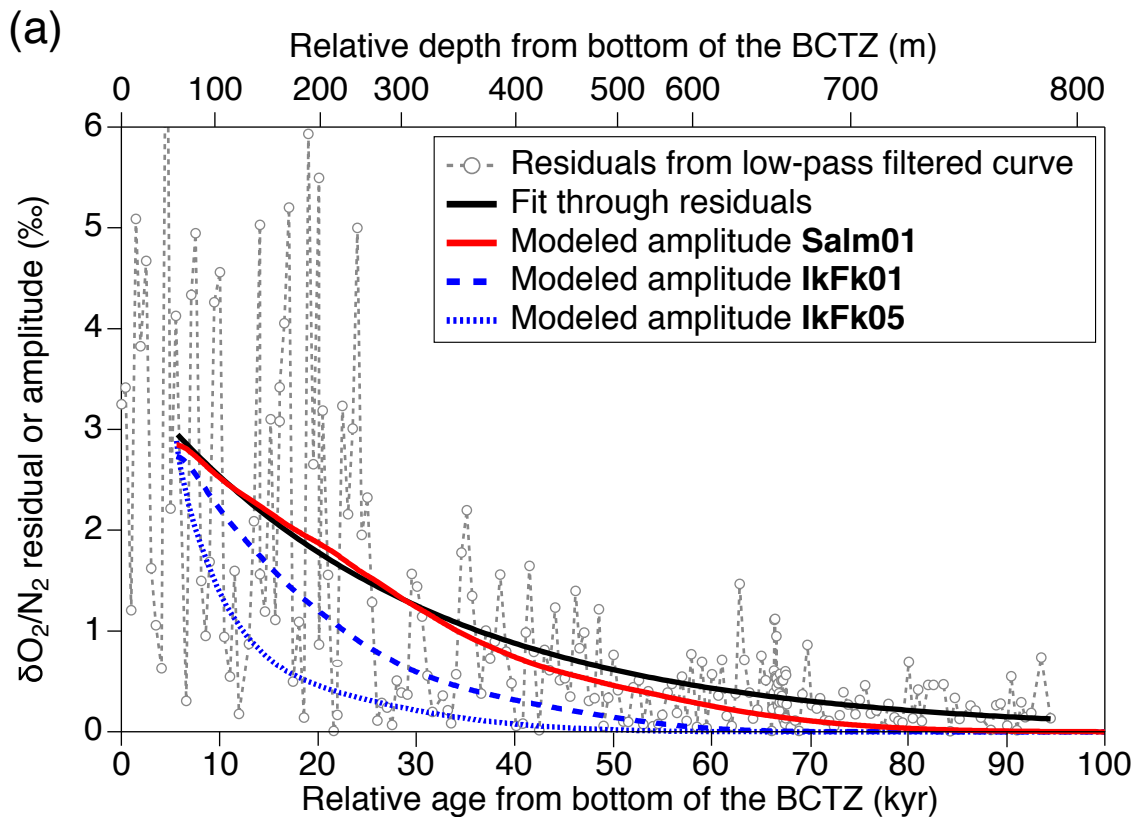 (a)
Relative depth from bottom of the BCTZ (m)
0 100 200 300 400 500 600 700 800
6
5
4
3
2
1
0
δO₂/N₂ residual or amplitude (‰)
Residuals from low-pass filtered curve
Fit through residuals
Modeled amplitude Salm01
Modeled amplitude IkFk01
Modeled amplitude IkFk05
0 10 20 30 40 50 60 70 80 90 100
Relative age from bottom of the BCTZ (kyr)